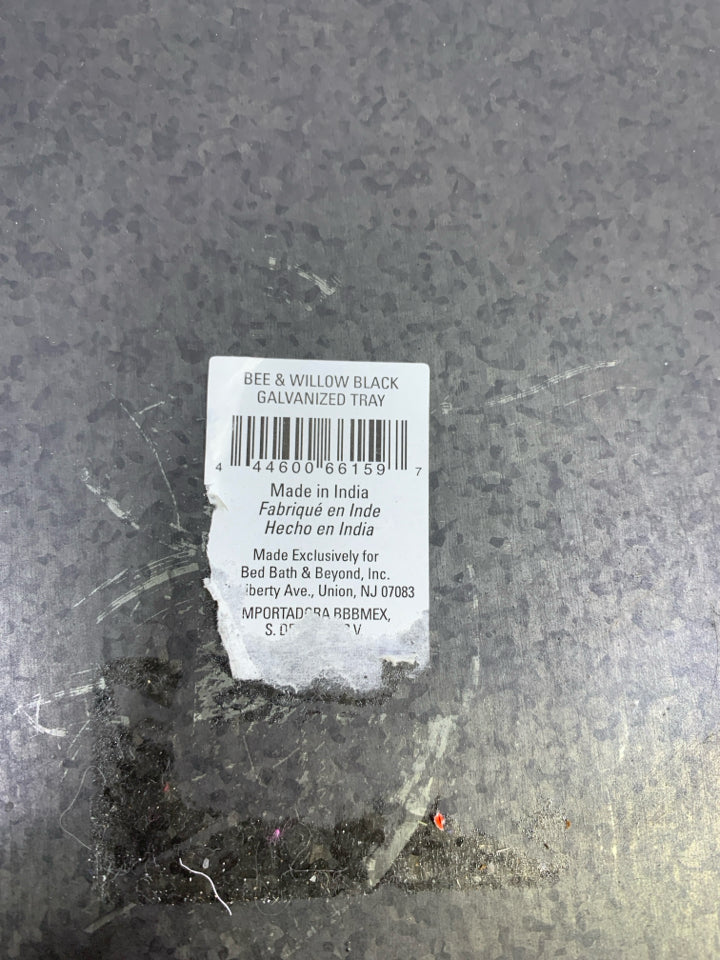 BEE & WILLOW BLACK
GALVANIZED TRAY
4 44600 66159 7
Made in India
Fabriqué en Inde
Hecho en India
Made Exclusively for
Bed Bath & Beyond, Inc.
iberty Ave., Union, NJ 07083
MPORTADORA BBBMEX,
S. DE